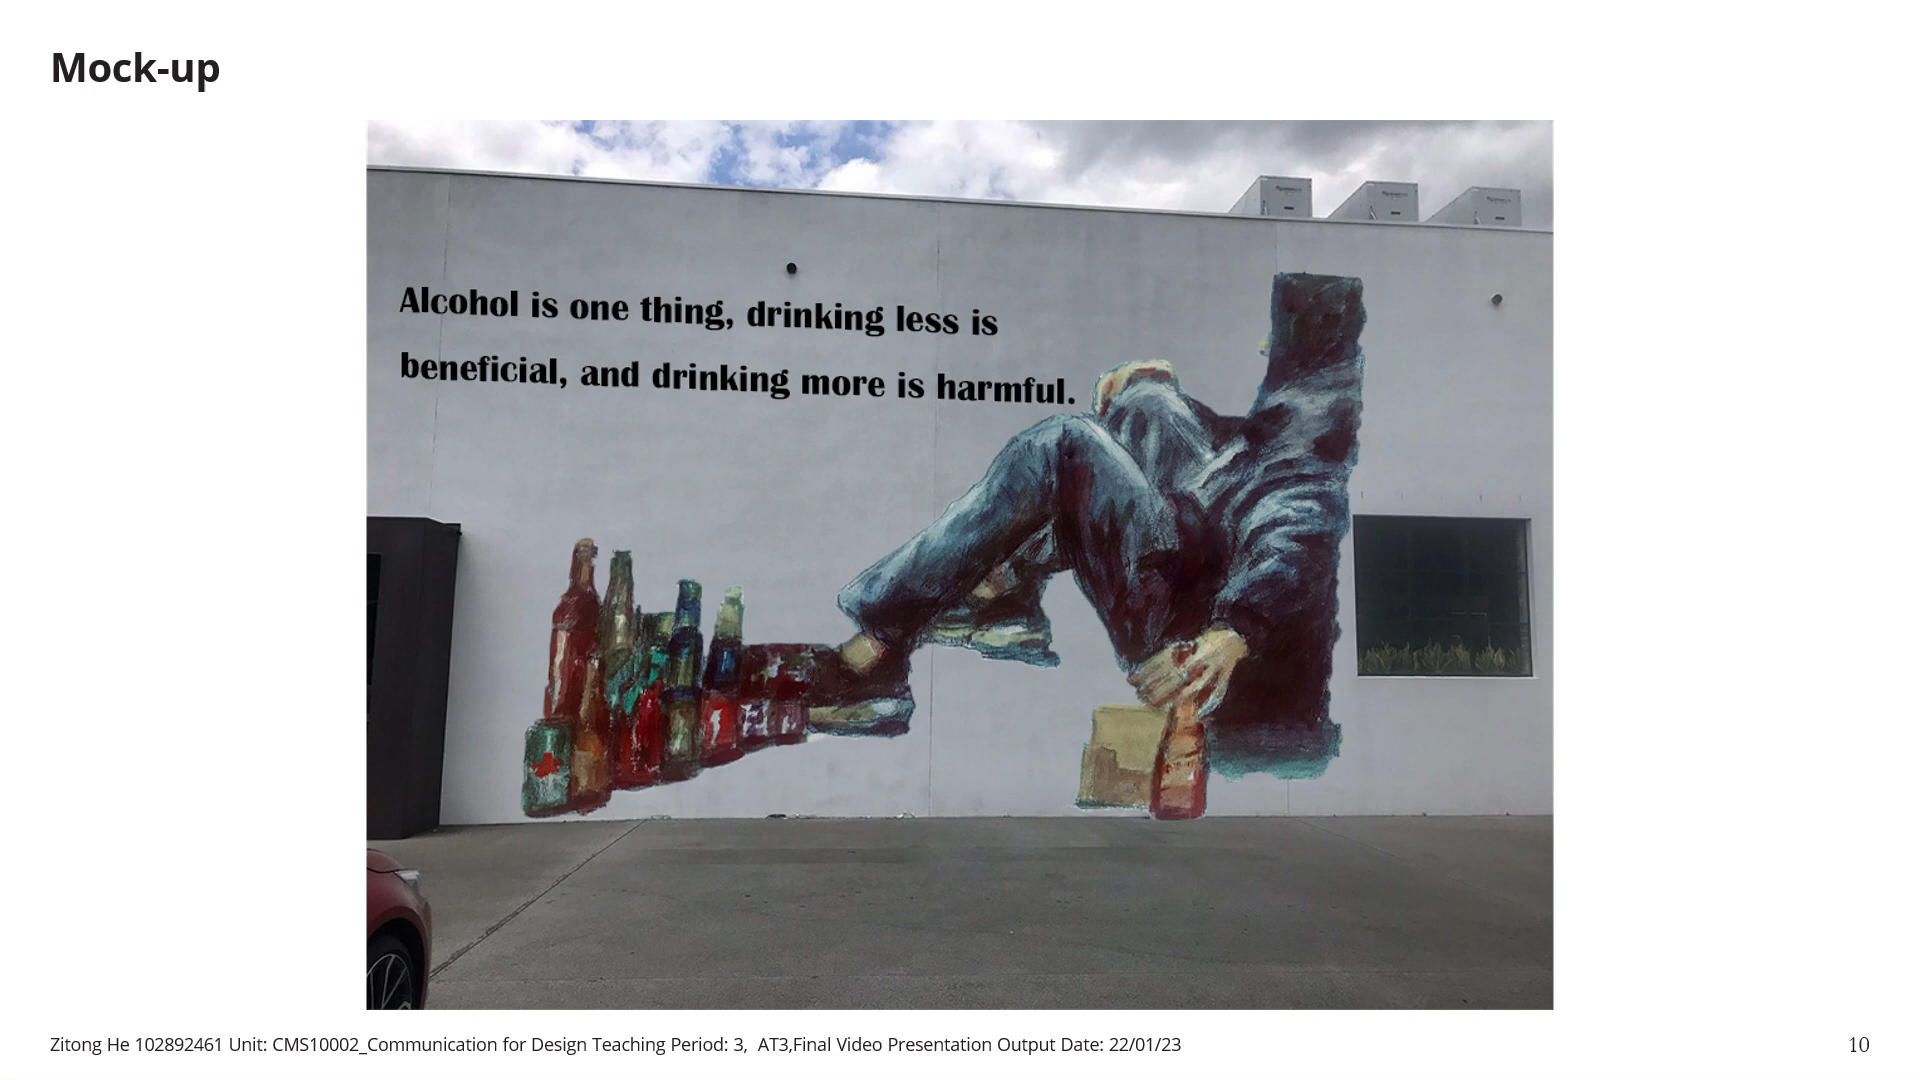 Mock-up
Alcohol is one thing, drinking less is
beneficial, and drinking more is harmful.
Zitong He 102892461 Unit: CMS10002_Communication for Design Teaching Period: 3,  AT3,Final Video Presentation Output Date: 22/01/23
10